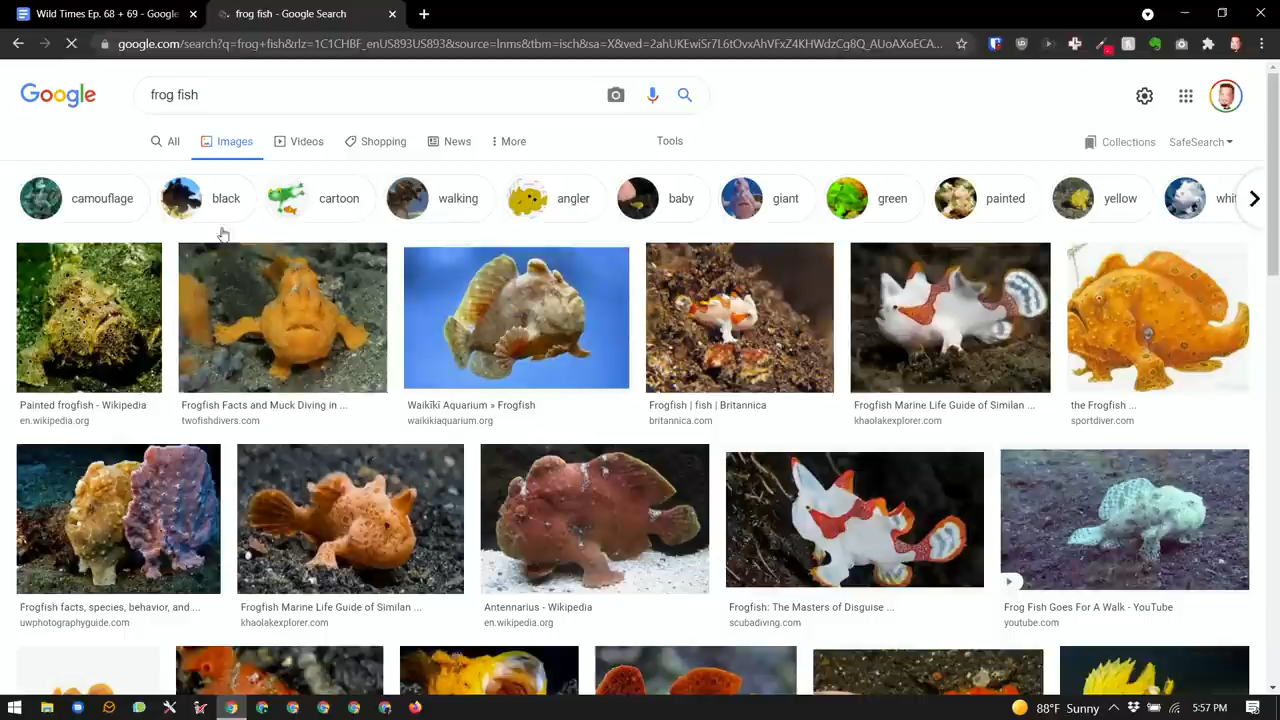 Wild Times Ep. 68 + 69 - Google
frog fish - Google Search
google.com/search?q=frog+fish&rlz=1C1CHBF_enUS893US893&source=lnms&tbm=isch&sa=X&ved=2ahUKEwiSr7L6tOvxAhVFxZ4KHWdzCg8Q_AUoAXoECA...
Google
frog fish
All
Images
Videos
Shopping
News
More
Tools
Collections
SafeSearch
camouflage
black
cartoon
walking
angler
baby
giant
green
painted
yellow
whit
Painted frogfish - Wikipedia
en.wikipedia.org
Frogfish Facts and Muck Diving in ...
twofishdivers.com
Waikīkī Aquarium » Frogfish
waikikiaquarium.org
Frogfish | fish | Britannica
britannica.com
Frogfish Marine Life Guide of Similan ...
khaolakexplorer.com
the Frogfish ...
sportdiver.com
Frogfish facts, species, behavior, and ...
uwphotographyguide.com
Frogfish Marine Life Guide of Similan ...
khaolakexplorer.com
Antennarius - Wikipedia
en.wikipedia.org
Frogfish: The Masters of Disguise ...
scubadiving.com
Frog Fish Goes For A Walk - YouTube
youtube.com
88°F Sunny
5:57 PM